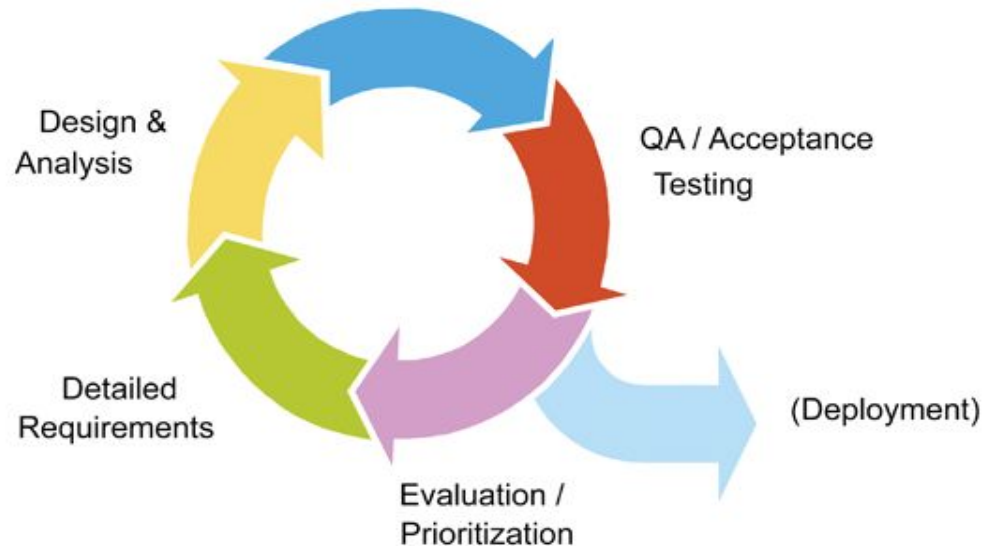 Design &
Analysis
QA / Acceptance
Testing
Detailed
Requirements
(Deployment)
Evaluation /
Prioritization